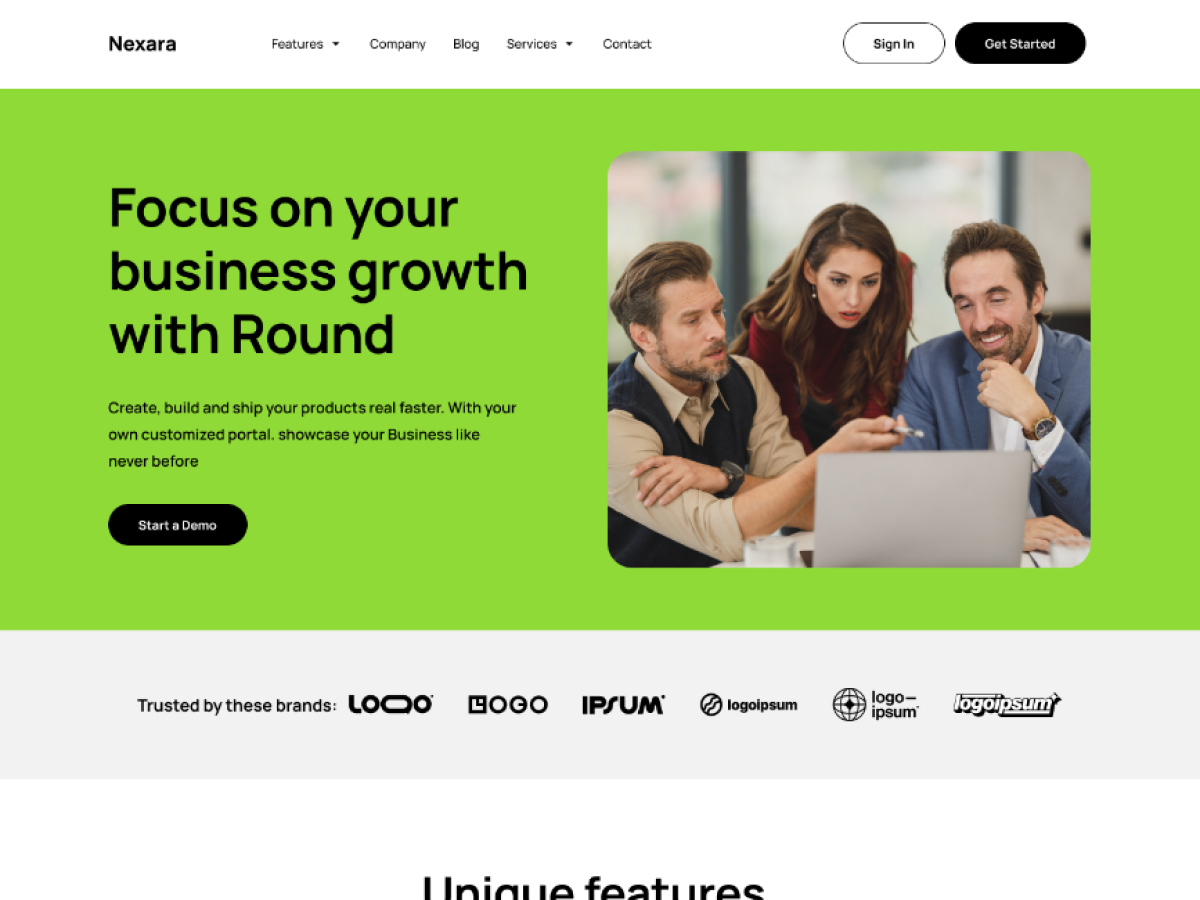 Nexara
Features
Company
Blog
Services
Contact
Sign In
Get Started
Focus on your
business growth
with Round
Create, build and ship your products real faster. With your
own customized portal. showcase your Business like
never before
Start a Demo
Trusted by these brands:
LOQO
LOGO
IPSUM
logoipsum
logo—
ipsum
logoipsum
Unique features